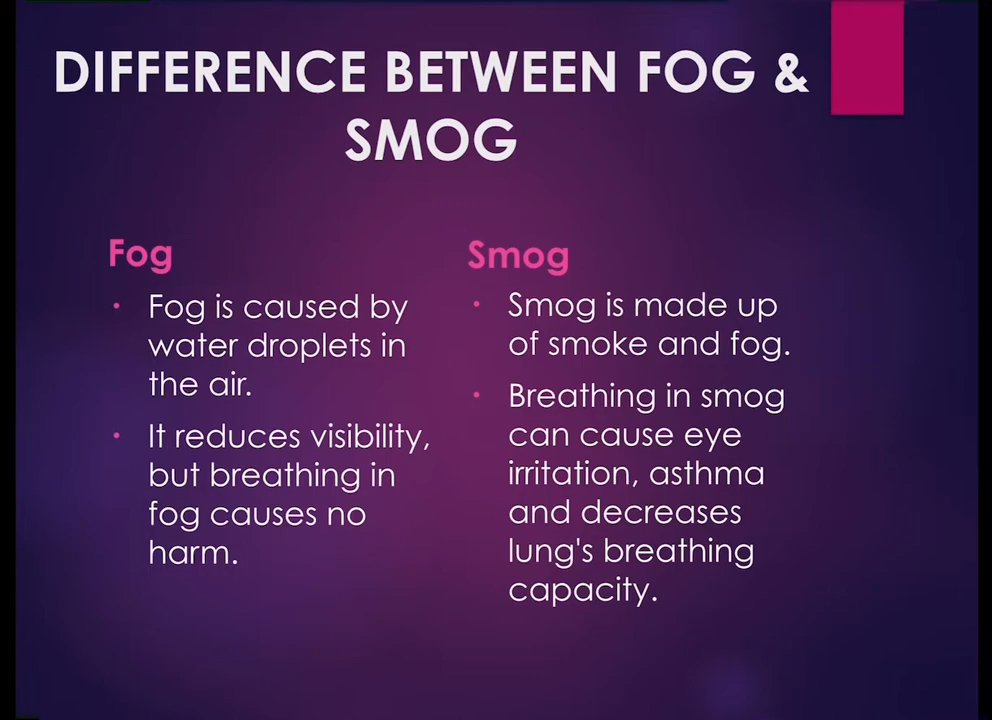 DIFFERENCE BETWEEN FOG &
SMOG
Fog
• Fog is caused by
water droplets in
the air.
• It reduces visibility,
but breathing in
fog causes no
harm.
Smog
• Smog is made up
of smoke and fog.
• Breathing in smog
can cause eye
irritation, asthma
and decreases
lung's breathing
capacity.